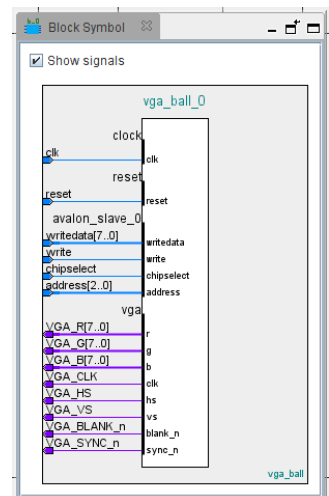 Block Symbol
Show signals
vga_ball_0
clock
clk
clk
reset
reset
reset
avalon_slave_0
writedata[7..0]
writedata
write
write
chipselect
chipselect
address[2..0]
address
vga
VGA_R[7..0]
r
VGA_G[7..0]
g
VGA_B[7..0]
b
VGA_CLK
clk
VGA_HS
hs
VGA_VS
vs
VGA_BLANK_n
blank_n
VGA_SYNC_n
sync_n
vga_ball